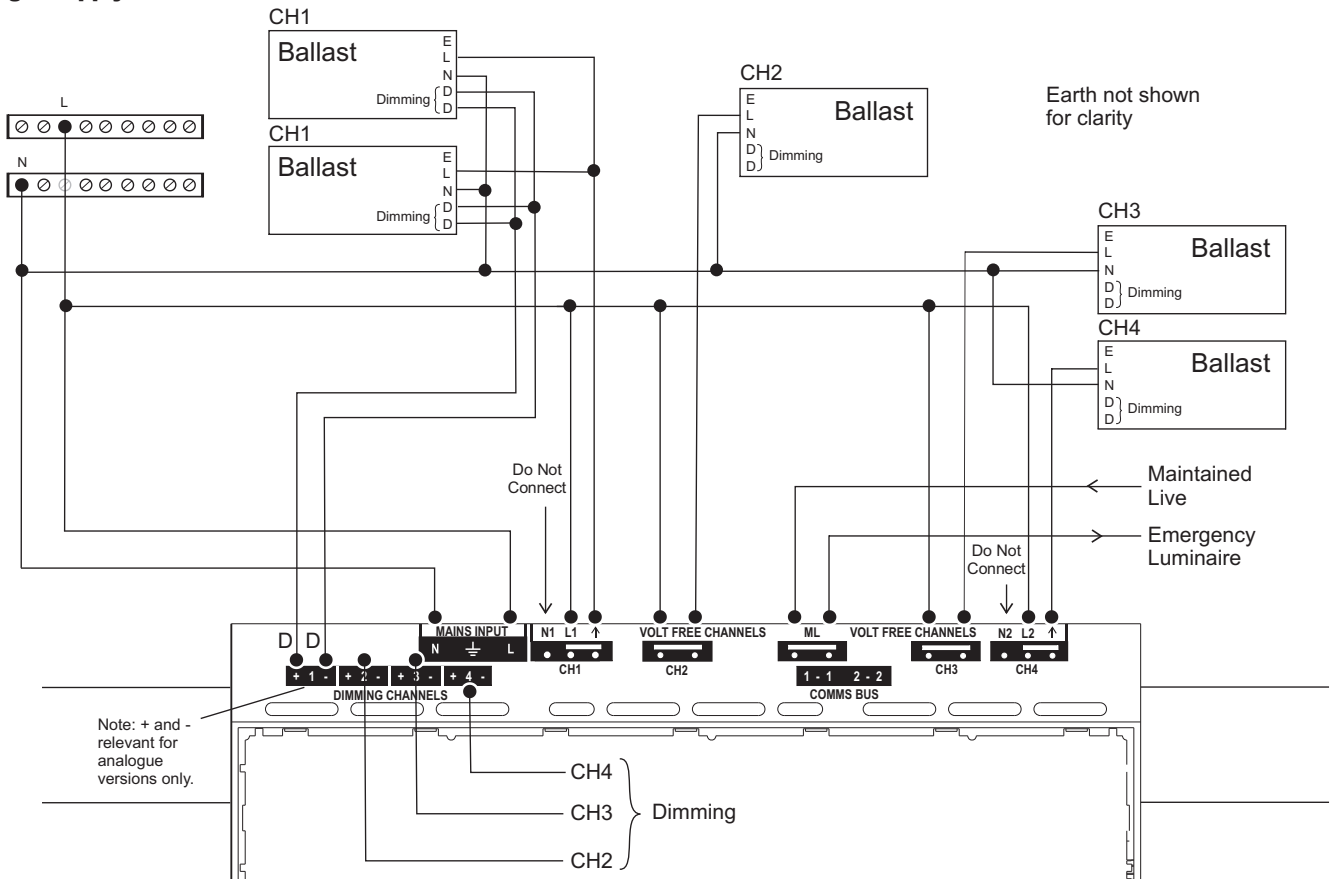 CH1
Ballast
E
L
N
D
D
Dimming
CH1
Ballast
E
L
N
D
D
Dimming
L
N
CH2
E
L
N
D
D
Dimming
Ballast
Earth not shown
for clarity
CH3
E
L
N
D
D
Dimming
Ballast
CH4
E
L
N
D
D
Dimming
Ballast
Do Not
Connect
Maintained
Live
Emergency
Luminaire
Do Not
Connect
D D
MAINS INPUT
N L
N1 L1
CH1
VOLT FREE CHANNELS
CH2
ML
VOLT FREE CHANNELS
CH3
N2 L2
CH4
+ 1 -
+ 2 -
+ 3 -
+ 4 -
DIMMING CHANNELS
1 - 1 2 - 2
COMMS BUS
Note: + and -
relevant for
analogue
versions only.
CH4
CH3
CH2
Dimming